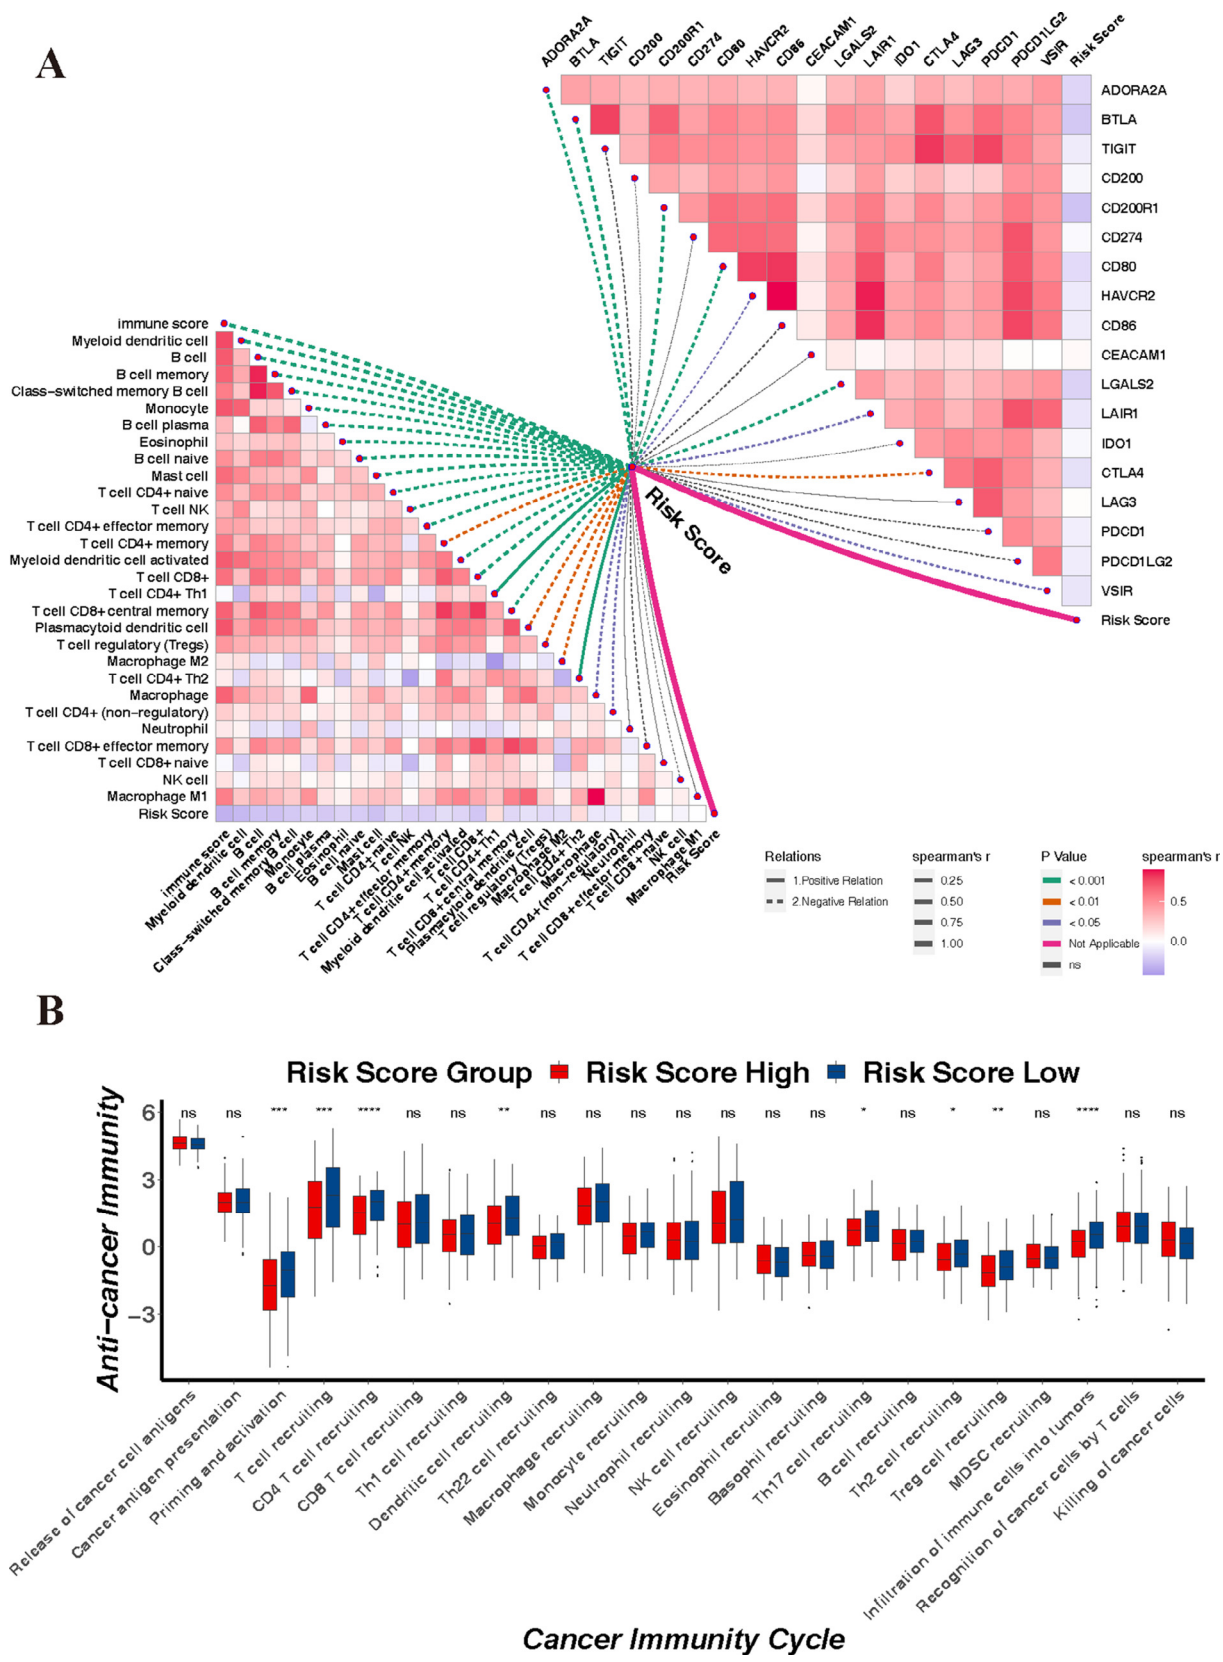 A
ADORA2A
BTLA
TIGIT
CD200
CD200R1
CD274
CD80
HAVCR2
CD86
CEACAM1
LGALS2
LAIR1
IDO1
CTLA4
LAG3
PDCD1
PDCD1LG2
VSIR
Risk Score
ADORA2A
BTLA
TIGIT
CD200
CD200R1
CD274
CD80
HAVCR2
CD86
CEACAM1
LGALS2
LAIR1
IDO1
CTLA4
LAG3
PDCD1
PDCD1LG2
VSIR
Risk Score
Risk Score
immune score
Myeloid dendritic cell
B cell
B cell memory
Class-switched memory B cell
Monocyte
B cell plasma
Eosinophil
B cell naive
Mast cell
T cell CD4+ naive
T cell NK
T cell CD4+ effector memory
T cell CD4+ memory
Myeloid dendritic cell activated
T cell CD8+
T cell CD4+ Th1
T cell CD8+ central memory
Plasmacytoid dendritic cell
T cell regulatory (Tregs)
Macrophage M2
T cell CD4+ Th2
Macrophage
T cell CD4+ (non-regulatory)
Neutrophil
T cell CD8+ effector memory
T cell CD8+ naive
NK cell
Macrophage M1
Risk Score
immune score
Myeloid dendritic cell
B cell
B cell memory
Class-switched memory B cell
Monocyte
B cell plasma
Eosinophil
B cell naive
Mast cell
T cell CD4+ naive
T cell NK
T cell CD4+ effector memory
T cell CD4+ memory
Myeloid dendritic cell activated
T cell CD8+
T cell CD4+ Th1
T cell CD8+ central memory
Plasmacytoid dendritic cell
T cell regulatory (Tregs)
Macrophage M2
T cell CD4+ Th2
Macrophage
T cell CD4+ (non-regulatory)
Neutrophil
T cell CD8+ effector memory
T cell CD8+ naive
NK cell
Macrophage M1
Risk Score
Relations
1.Positive Relation
2.Negative Relation
spearman's r
0.25
0.50
0.75
1.00
P Value
< 0.001
< 0.01
< 0.05
Not Applicable
ns
spearman's r
0.5
0.0
B
Risk Score Group Risk Score High Risk Score Low
Anti-cancer Immunity
6
3
0
−3
ns ns *** *** **** ns ns ** ns ns ns ns ns ns ns * ns * ** ns **** ns ns
Release of cancer cell antigens
Cancer antigen presentation
Priming and activation
T cell recruiting
CD4 T cell recruiting
CD8 T cell recruiting
Th1 cell recruiting
Dendritic cell recruiting
Th22 cell recruiting
Macrophage recruiting
Monocyte recruiting
Neutrophil recruiting
NK cell recruiting
Eosinophil recruiting
Basophil recruiting
Th17 cell recruiting
B cell recruiting
Th2 cell recruiting
Treg cell recruiting
MDSC recruiting
Infiltration of immune cells into tumors
Recognition of cancer cells by T cells
Killing of cancer cells
Cancer Immunity Cycle